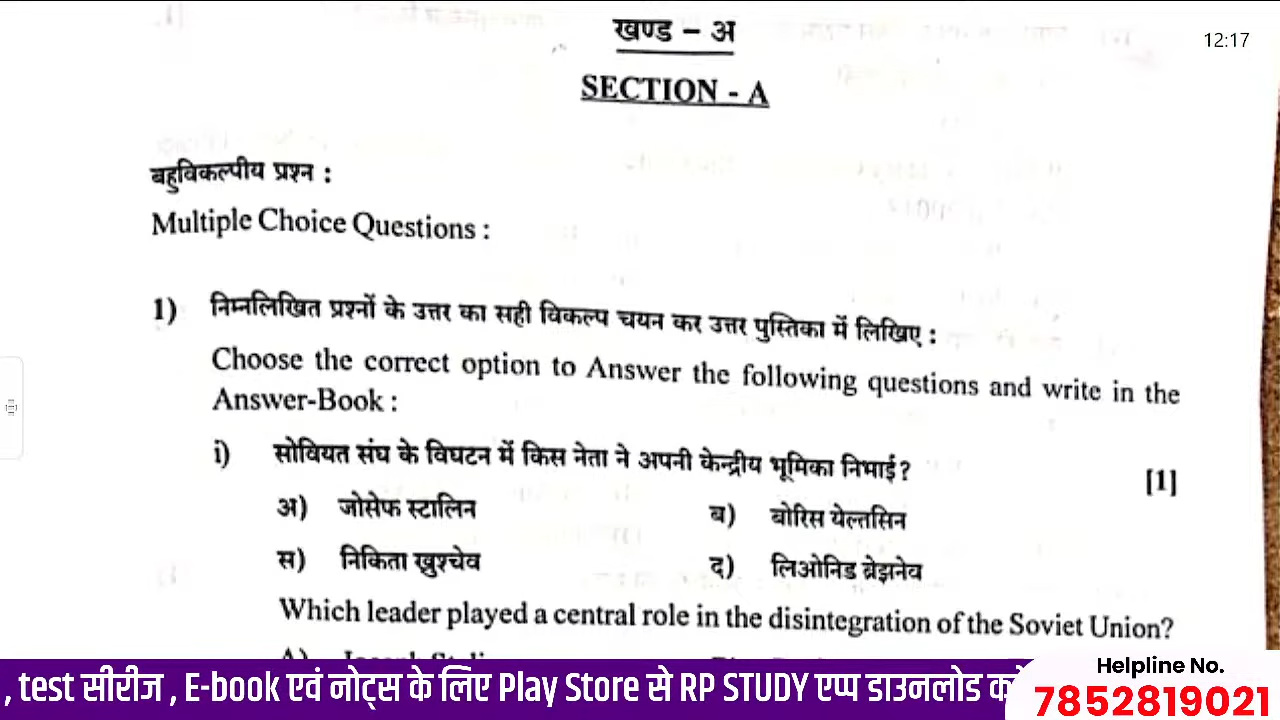 खण्ड – अ
12:17
SECTION - A
बहुविकल्पीय प्रश्न :
Multiple Choice Questions :
1) निम्नलिखित प्रश्नों के उत्तर का सही विकल्प चयन कर उत्तर पुस्तिका में लिखिए :
Choose the correct option to Answer the following questions and write in the
Answer-Book :
i) सोवियत संघ के विघटन में किस नेता ने अपनी केन्द्रीय भूमिका निभाई? [1]
अ) जोसेफ स्टालिन ब) बोरिस येल्तसिन
स) निकिता ख्रुश्चेव द) लिओनिड ब्रेझनेव
Which leader played a central role in the disintegration of the Soviet Union?
, test सीरीज , E-book एवं नोट्स के लिए Play Store से RP STUDY एप्प डाउनलोड
Helpline No.
7852819021